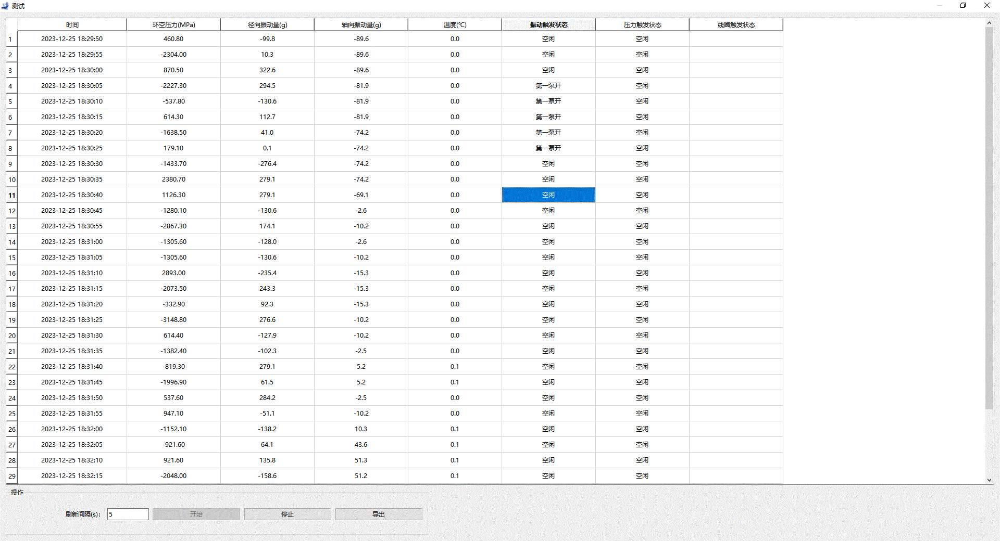 测试
时间 环空压力(MPa) 径向振动量(g) 轴向振动量(g) 温度(℃) 振动触发状态 压力触发状态 线圈触发状态
1 2023-12-25 18:29:50 460.80 -99.8 -89.6 0.0 空闲 空闲
2 2023-12-25 18:29:55 -2304.00 10.3 -89.6 0.0 空闲 空闲
3 2023-12-25 18:30:00 870.50 322.6 -89.6 0.0 空闲 空闲
4 2023-12-25 18:30:05 -2227.30 294.5 -81.9 0.0 第一泵开 空闲
5 2023-12-25 18:30:10 -537.80 -130.6 -81.9 0.0 第一泵开 空闲
6 2023-12-25 18:30:15 614.30 112.7 -81.9 0.0 第一泵开 空闲
7 2023-12-25 18:30:20 -1638.50 41.0 -74.2 0.0 第一泵开 空闲
8 2023-12-25 18:30:25 179.10 0.1 -74.2 0.0 第一泵开 空闲
9 2023-12-25 18:30:30 -1433.70 -276.4 -74.2 0.0 空闲 空闲
10 2023-12-25 18:30:35 2380.70 279.1 -74.2 0.0 空闲 空闲
11 2023-12-25 18:30:40 1126.30 279.1 -69.1 0.0 空闲 空闲
12 2023-12-25 18:30:45 -1280.10 -130.6 -2.6 0.0 空闲 空闲
13 2023-12-25 18:30:55 -2867.30 174.1 -10.2 0.0 空闲 空闲
14 2023-12-25 18:31:00 -1305.60 -128.0 -2.6 0.0 空闲 空闲
15 2023-12-25 18:31:05 -1305.60 -130.6 -10.2 0.0 空闲 空闲
16 2023-12-25 18:31:10 2893.00 -235.4 -15.3 0.0 空闲 空闲
17 2023-12-25 18:31:15 -2073.50 243.3 -15.3 0.0 空闲 空闲
18 2023-12-25 18:31:20 -332.90 92.3 -15.3 0.0 空闲 空闲
19 2023-12-25 18:31:25 -3148.80 276.6 -10.2 0.0 空闲 空闲
20 2023-12-25 18:31:30 614.40 -127.9 -10.2 0.0 空闲 空闲
21 2023-12-25 18:31:35 -1382.40 -102.3 -2.5 0.0 空闲 空闲
22 2023-12-25 18:31:40 -819.30 279.1 5.2 0.1 空闲 空闲
23 2023-12-25 18:31:45 -1996.90 61.5 5.2 0.1 空闲 空闲
24 2023-12-25 18:31:50 537.60 284.2 -2.5 0.0 空闲 空闲
25 2023-12-25 18:31:55 947.10 -51.1 -10.2 0.0 空闲 空闲
26 2023-12-25 18:32:00 -1152.10 -138.2 10.3 0.1 空闲 空闲
27 2023-12-25 18:32:05 -921.60 64.1 43.6 0.1 空闲 空闲
28 2023-12-25 18:32:10 921.60 135.8 51.3 0.1 空闲 空闲
29 2023-12-25 18:32:15 -2048.00 -158.6 51.2 0.1 空闲 空闲
操作
刷新间隔(s): 5 开始 停止 导出